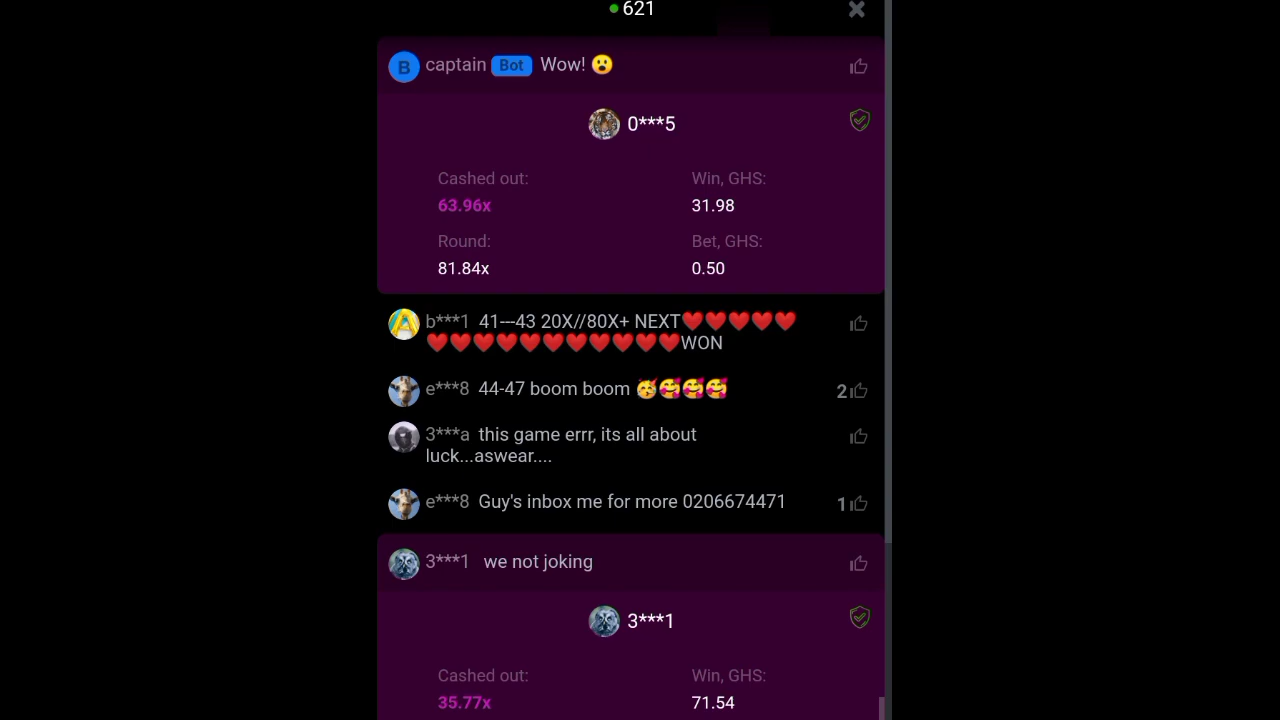 621
B captain Bot Wow! 😮
0***5
Cashed out: Win, GHS:
63.96x 31.98
Round: Bet, GHS:
81.84x 0.50
b***1 41---43 20X//80X+ NEXT❤️❤️❤️❤️❤️
❤️❤️❤️❤️❤️❤️❤️❤️❤️❤️❤️WON
e***8 44-47 boom boom 🥳🥰🥰🥰 2
3***a this game errr, its all about
luck...aswear....
e***8 Guy's inbox me for more 0206674471 1
3***1 we not joking
3***1
Cashed out: Win, GHS:
35.77x 71.54